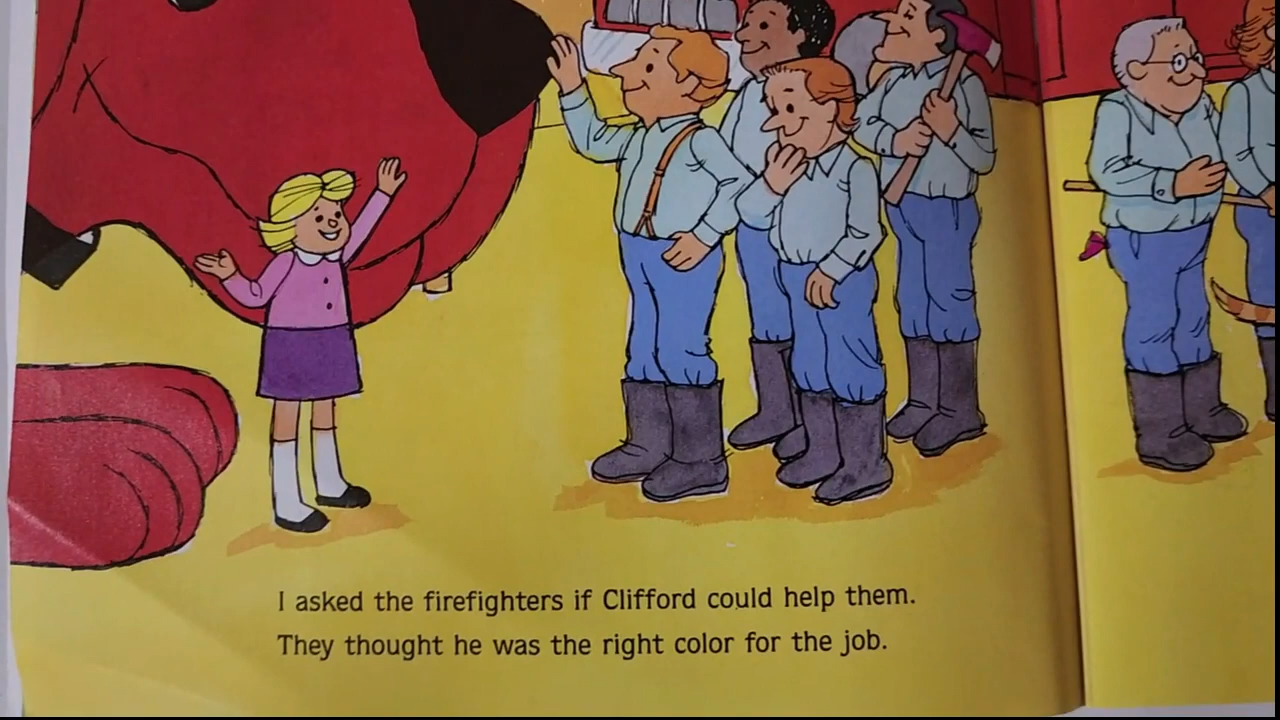 I asked the firefighters if Clifford could help them.
They thought he was the right color for the job.